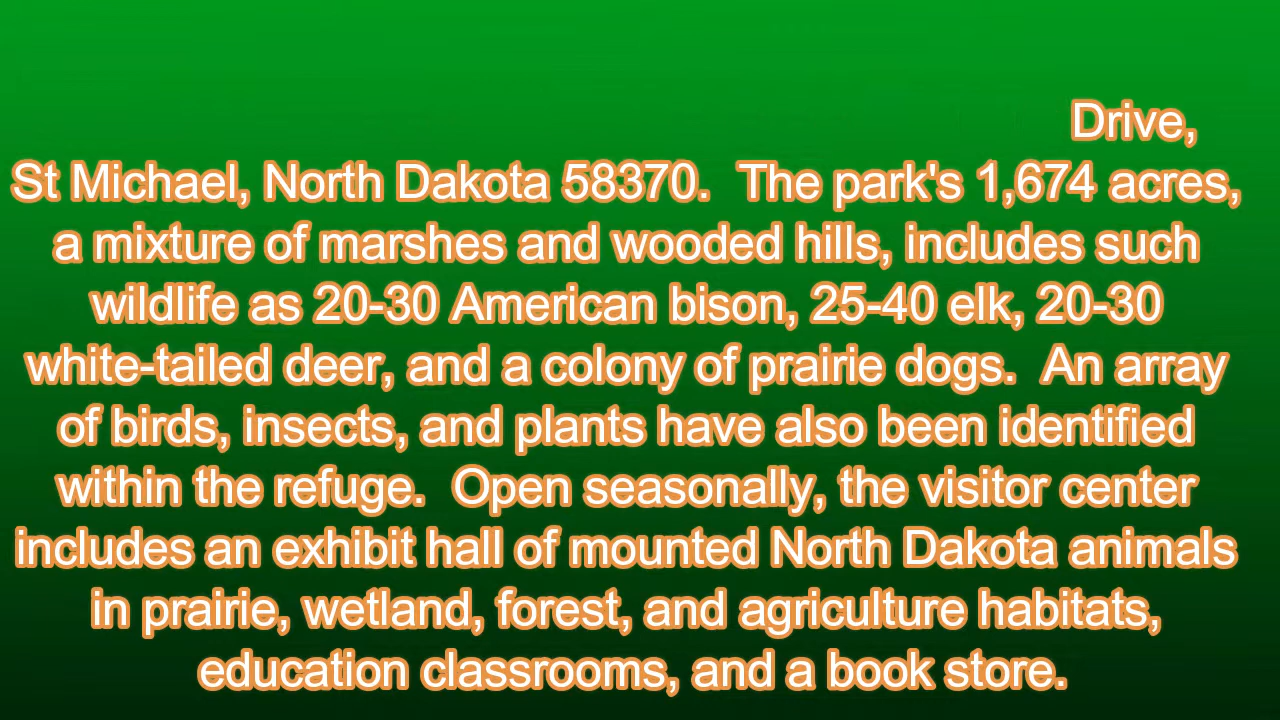 Drive,
St Michael, North Dakota 58370.  The park's 1,674 acres,
a mixture of marshes and wooded hills, includes such
wildlife as 20-30 American bison, 25-40 elk, 20-30
white-tailed deer, and a colony of prairie dogs.  An array
of birds, insects, and plants have also been identified
within the refuge.  Open seasonally, the visitor center
includes an exhibit hall of mounted North Dakota animals
in prairie, wetland, forest, and agriculture habitats,
education classrooms, and a book store.